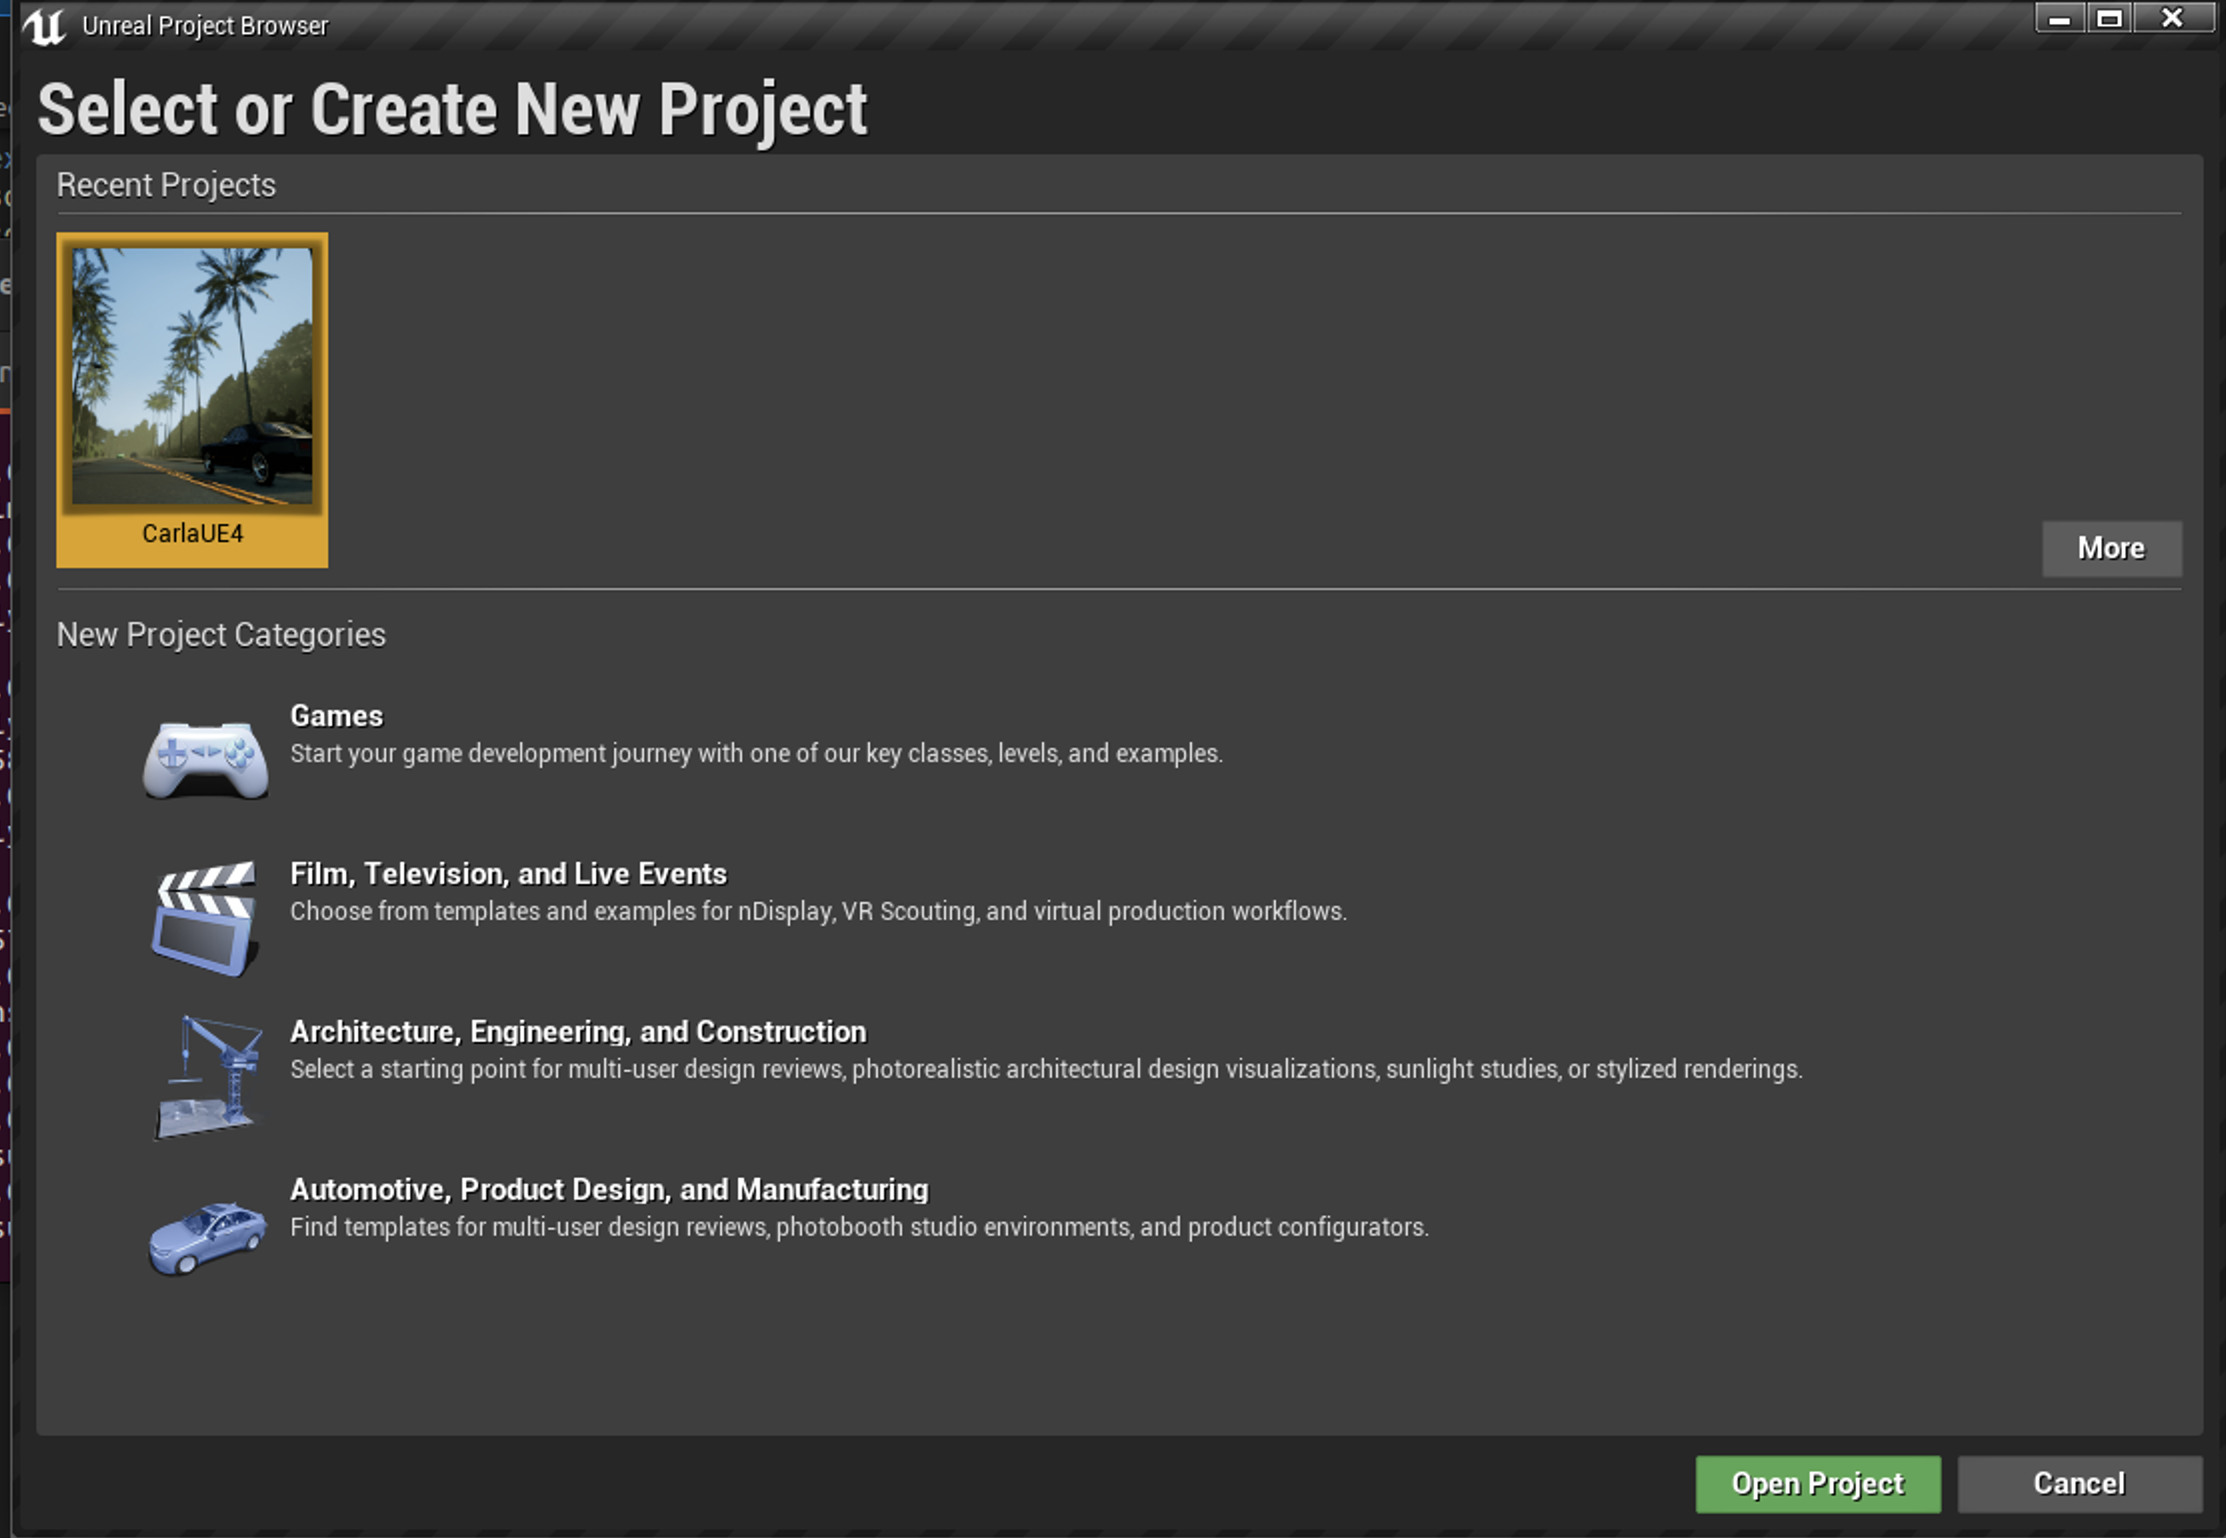 Unreal Project Browser
Select or Create New Project
Recent Projects
CarlaUE4
More
New Project Categories
Games
Start your game development journey with one of our key classes, levels, and examples.
Film, Television, and Live Events
Choose from templates and examples for nDisplay, VR Scouting, and virtual production workflows.
Architecture, Engineering, and Construction
Select a starting point for multi-user design reviews, photorealistic architectural design visualizations, sunlight studies, or stylized renderings.
Automotive, Product Design, and Manufacturing
Find templates for multi-user design reviews, photobooth studio environments, and product configurators.
Open Project
Cancel